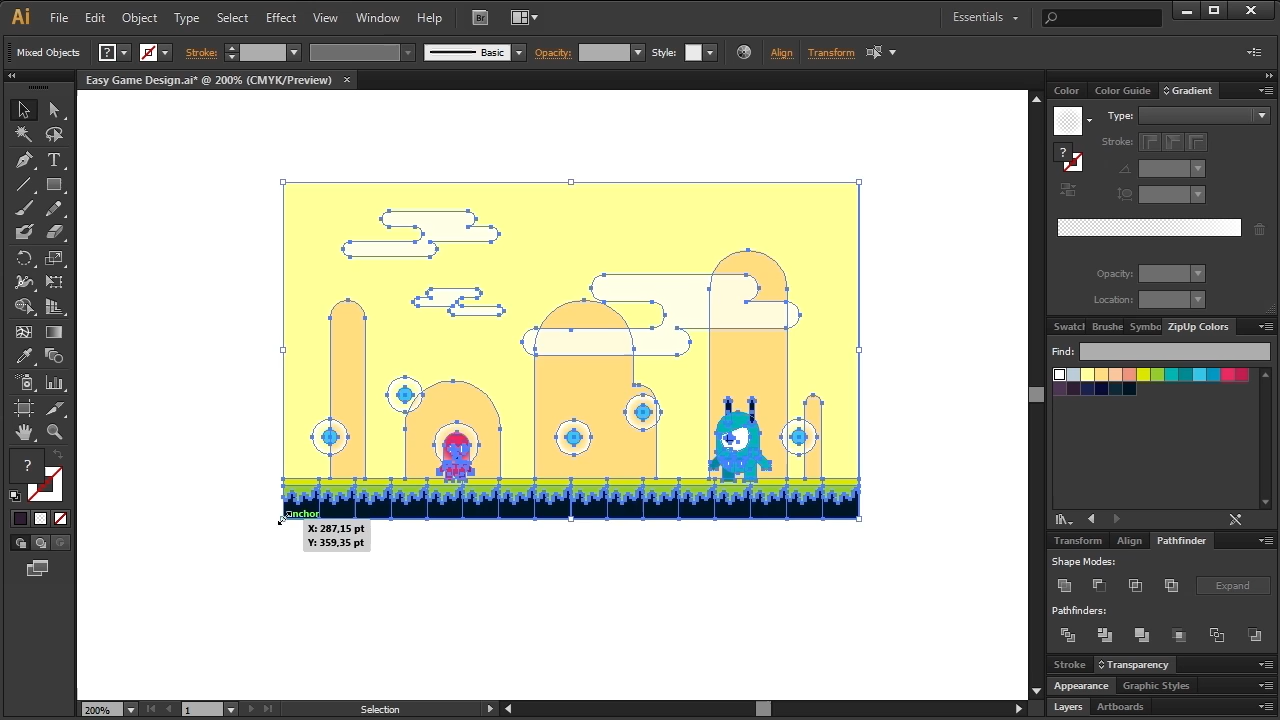 Ai File Edit Object Type Select Effect View Window Help Br Essentials
Mixed Objects ? Stroke: Basic Opacity: Style: Align Transform
Easy Game Design.ai* @ 200% (CMYK/Preview) ×
Color Color Guide Gradient
Type:
Stroke:
?
Opacity:
Location:
Swatcl Brushe Symbo ZipUp Colors
Find:
?
anchor
X: 287,15 pt
Y: 359,35 pt
Transform Align Pathfinder
Shape Modes:
Expand
Pathfinders:
Stroke Transparency
Appearance Graphic Styles
Layers Artboards
200% 1 Selection